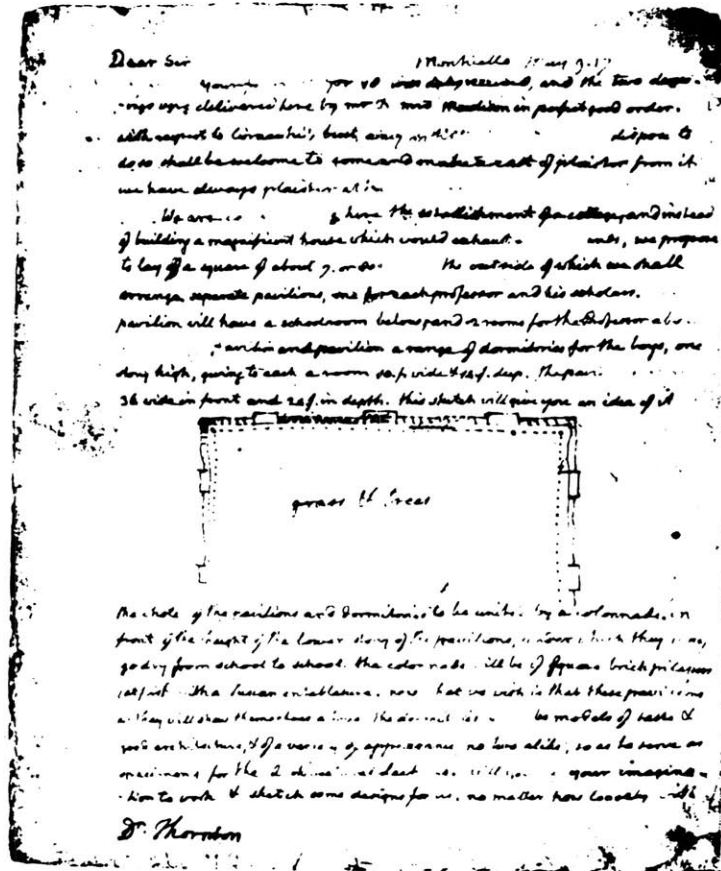 Dear Sir Monticello May 9. 17
Yours duly received, and the two draw-
-ings were delivered here by mr & mrs Madison in perfect good order.
with respect to Ceracchi's bust, any dispos to
do so shall be welcome to come and make a cast of plaister from it
we have always plaister
We are here the establishment of a college, and instead
of building a magnificent house which would exhaust, we propose
to lay off a square of about 7. or 8 the outside of which we shall
arrange separate pavilions, one for each professor and his scholars.
pavilion will have a schoolroom below, and 2 rooms for the Professor abo
pavilion and pavilion a range of dormitories for the boys, one
story high, giving to each a room 10 f. wide & 14 f. deep. the pav
36 wide in front and 24 f. in depth. this sketch will give you an idea of it
grass & trees
the whole of the pavilions and dormitories to be united by a colonnade in
front of the height of the lower story of the pavilions, under which they may
go dry from school to school. the colonnade will be of square brick pilasters
(at first) with a Tuscan entablature. now what we wish is that these pavilions
as they will shew themselves above the dormitories be models of taste &
good architecture, & of a variety of appearance, no two alike, so as to serve as
specimens for the
your imagina-
-tion to work & sketch some designs for us, no matter how loosely with
Dr. Thornton